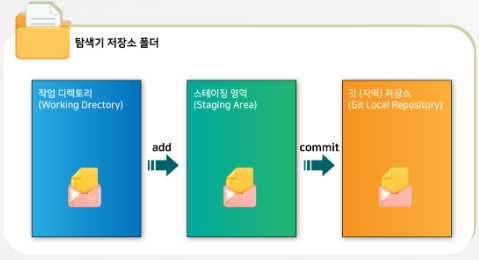 탐색기 저장소 폴더
작업 디렉토리
(Working Drectory)
add
스테이징 영역
(Staging Area)
commit
깃 (지역) 저장소
(Git Local Repository)